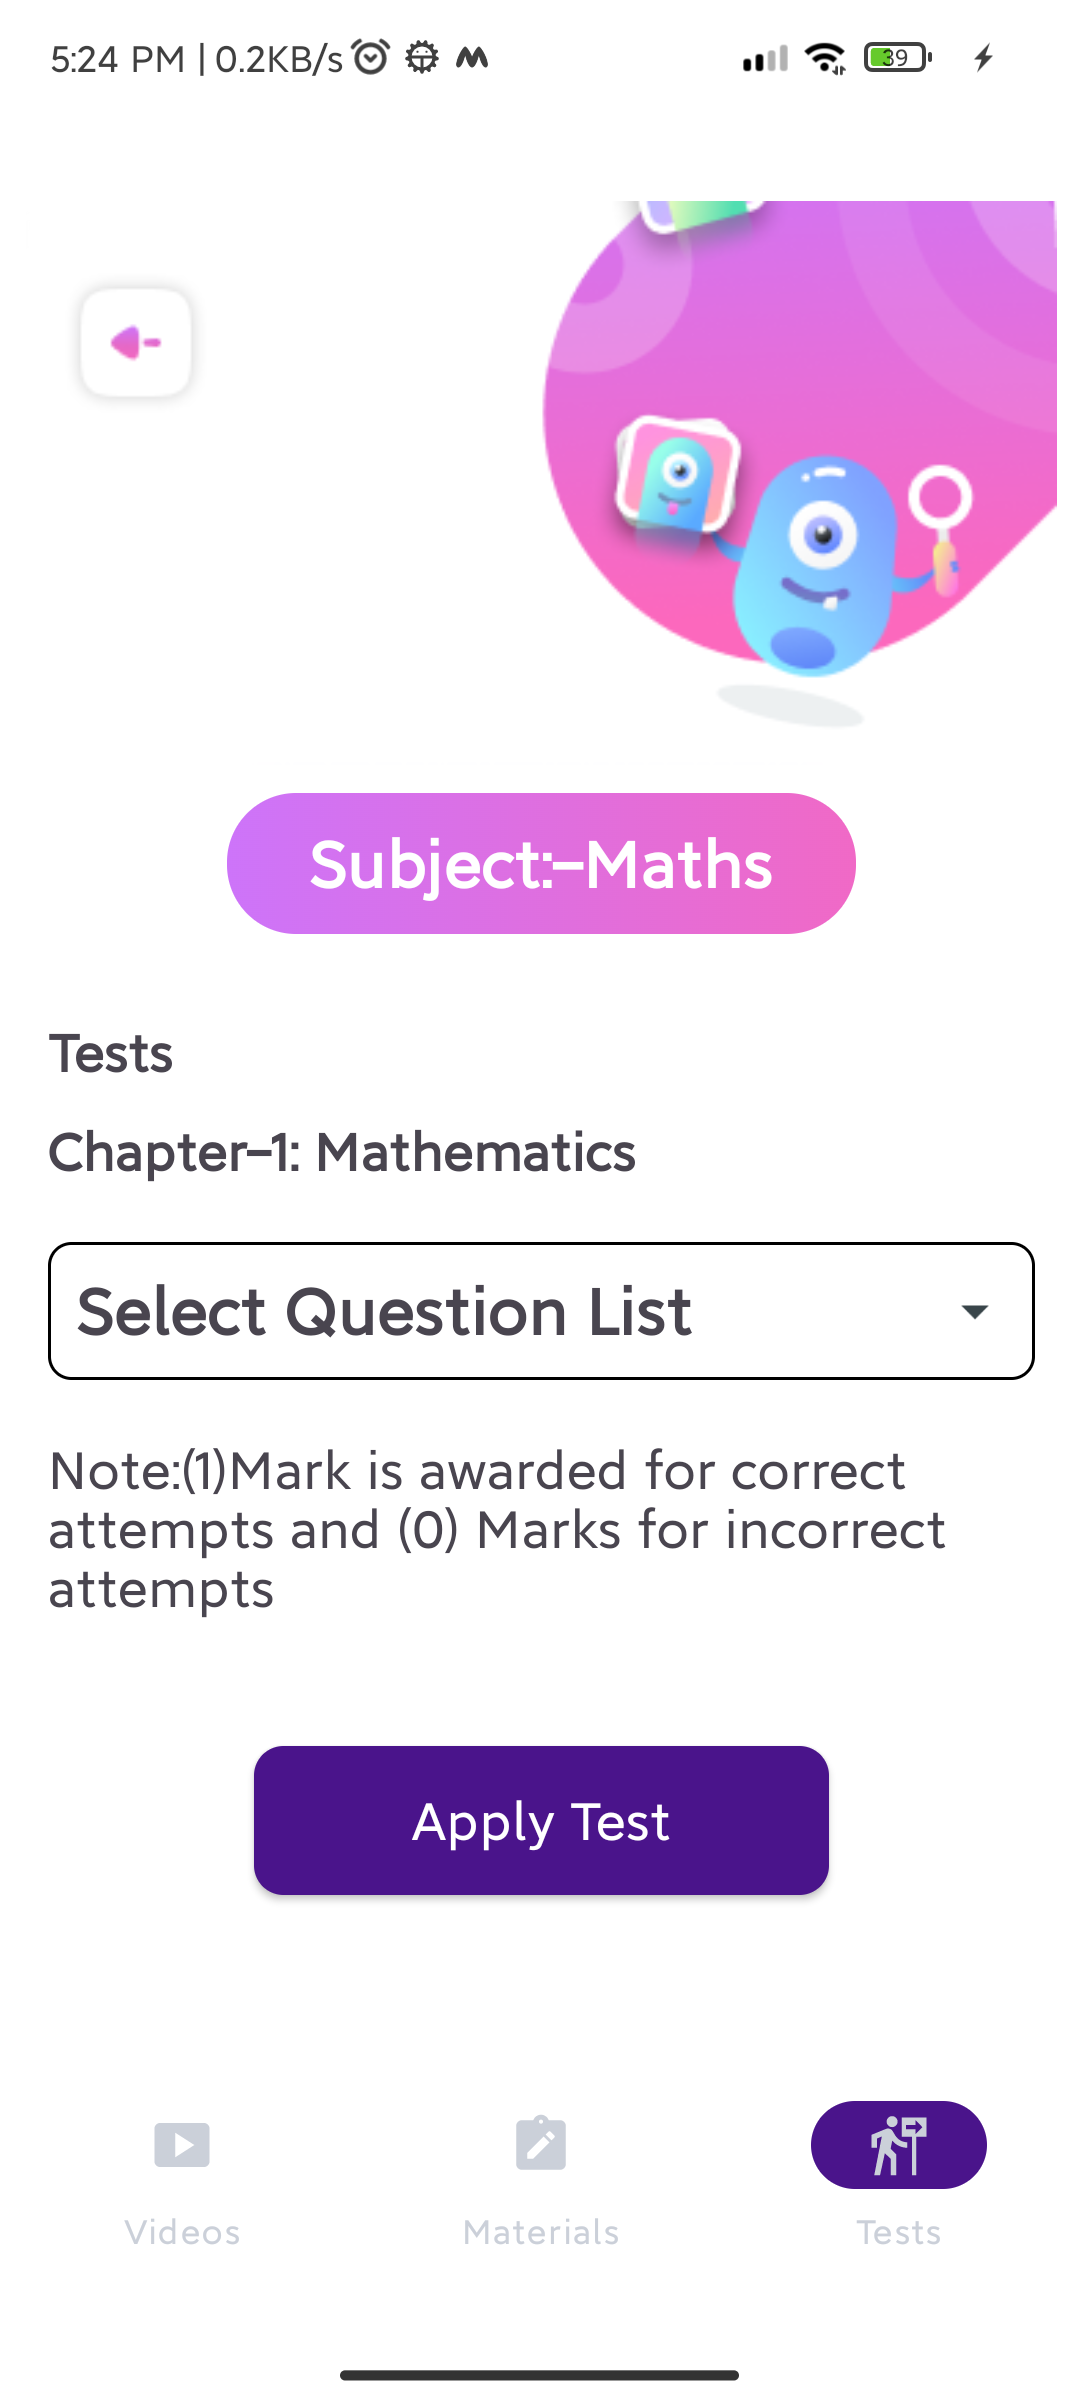 5:24 PM | 0.2KB/s
39
Subject:-Maths
Tests
Chapter-1: Mathematics
Select Question List
Note:(1)Mark is awarded for correct
attempts and (0) Marks for incorrect
attempts
Apply Test
Videos
Materials
Tests